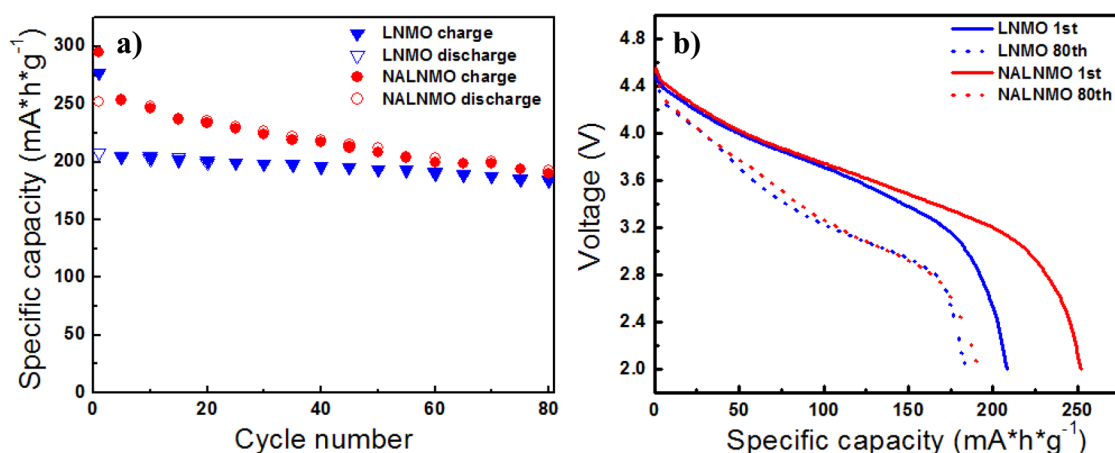 a)
LNMO charge
LNMO discharge
NALNMO charge
NALNMO discharge
Specific capacity (mA*h*g-1)
300
250
200
150
100
50
0
0 20 40 60 80
Cycle number
b)
LNMO 1st
LNMO 80th
NALNMO 1st
NALNMO 80th
Voltage (V)
4.8
4.4
4.0
3.6
3.2
2.8
2.4
2.0
0 50 100 150 200 250
Specific capacity (mA*h*g-1)